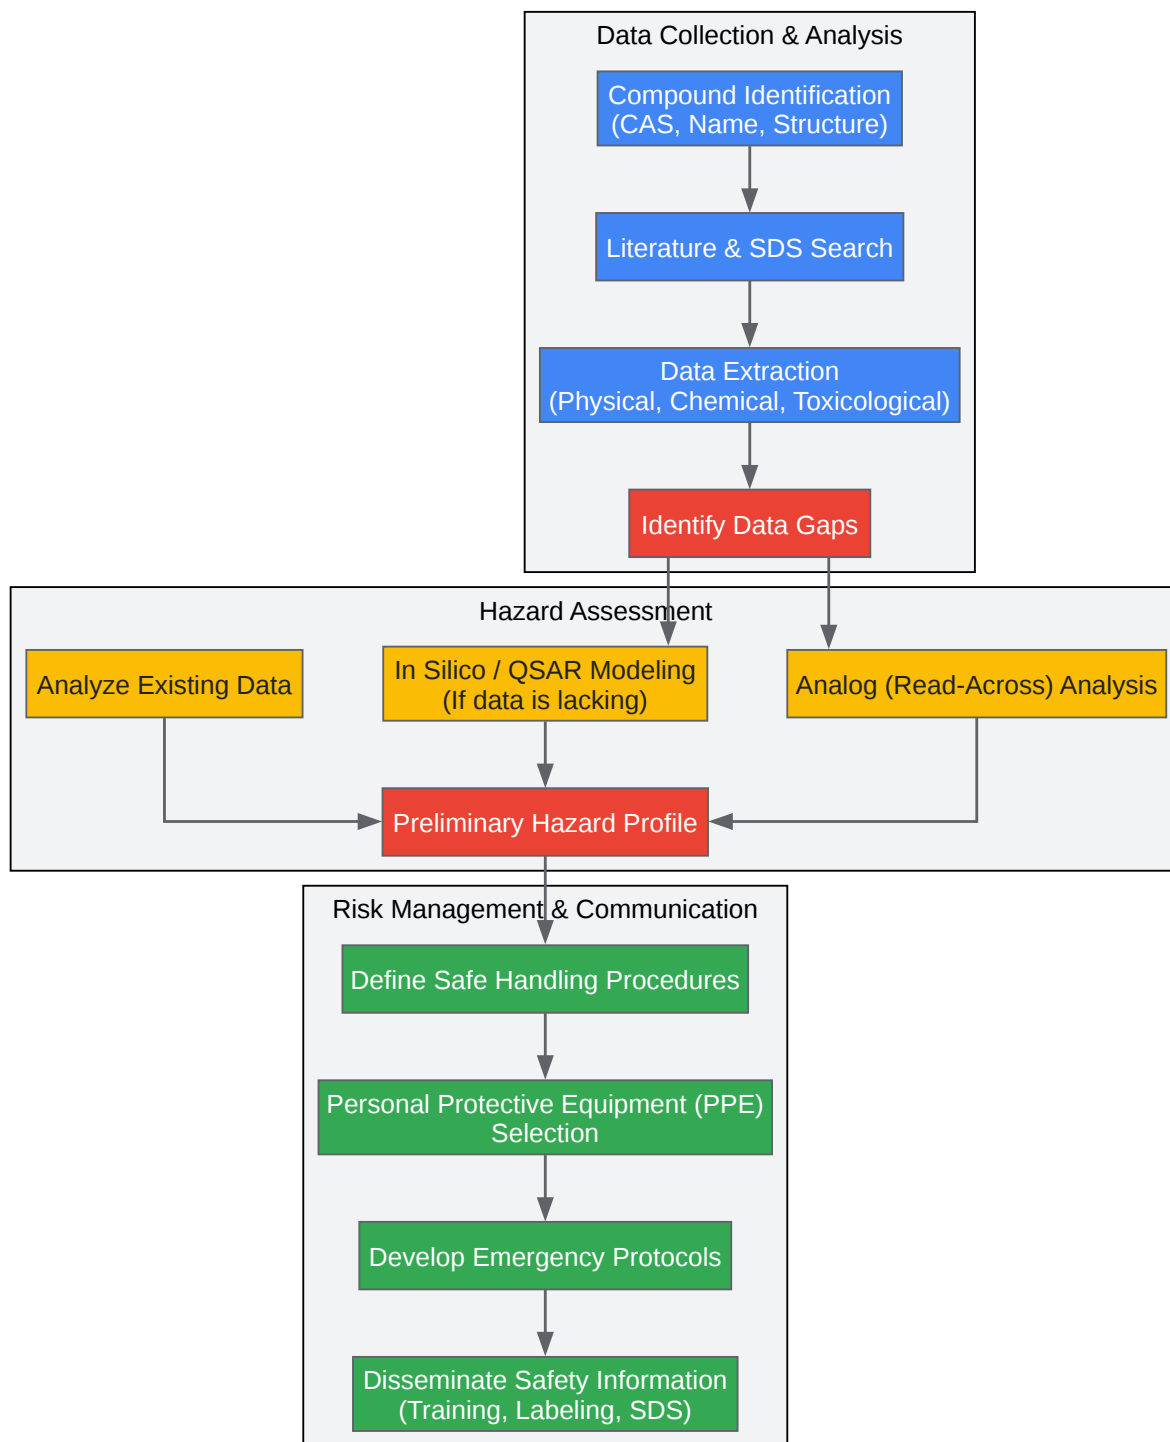 Data Collection & Analysis
Compound Identification
(CAS, Name, Structure)
Literature & SDS Search
Data Extraction
(Physical, Chemical, Toxicological)
Identify Data Gaps
Hazard Assessment
Analyze Existing Data
In Silico / QSAR Modeling
(If data is lacking)
Analog (Read-Across) Analysis
Preliminary Hazard Profile
Risk Management & Communication
Define Safe Handling Procedures
Personal Protective Equipment (PPE)
Selection
Develop Emergency Protocols
Disseminate Safety Information
(Training, Labeling, SDS)